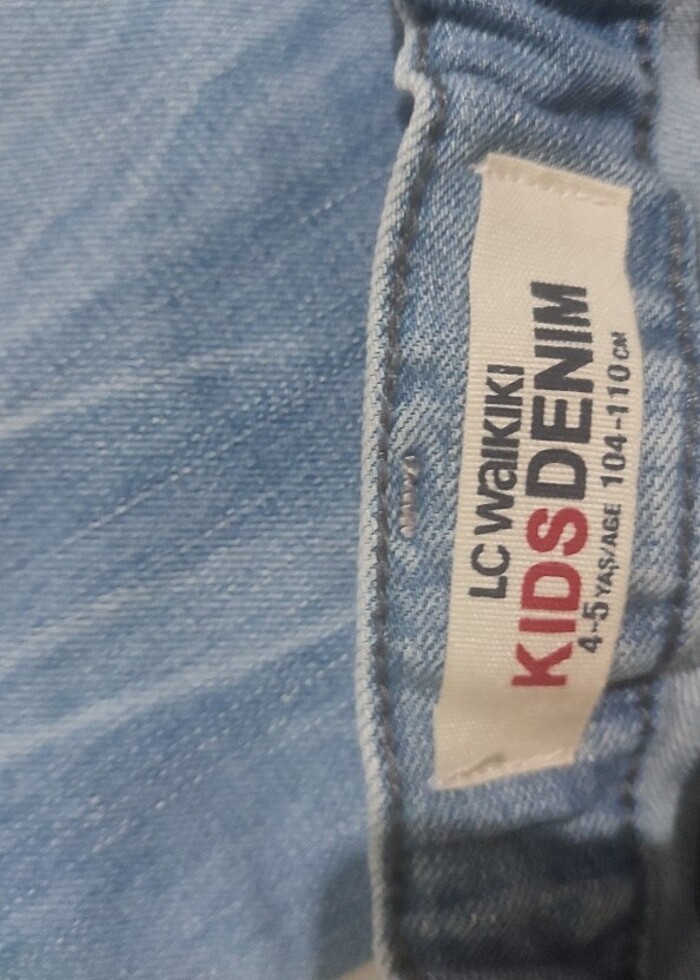 LC Waikiki
KIDSDENIM
4-5 YAŞ/AGE 104-110 CM